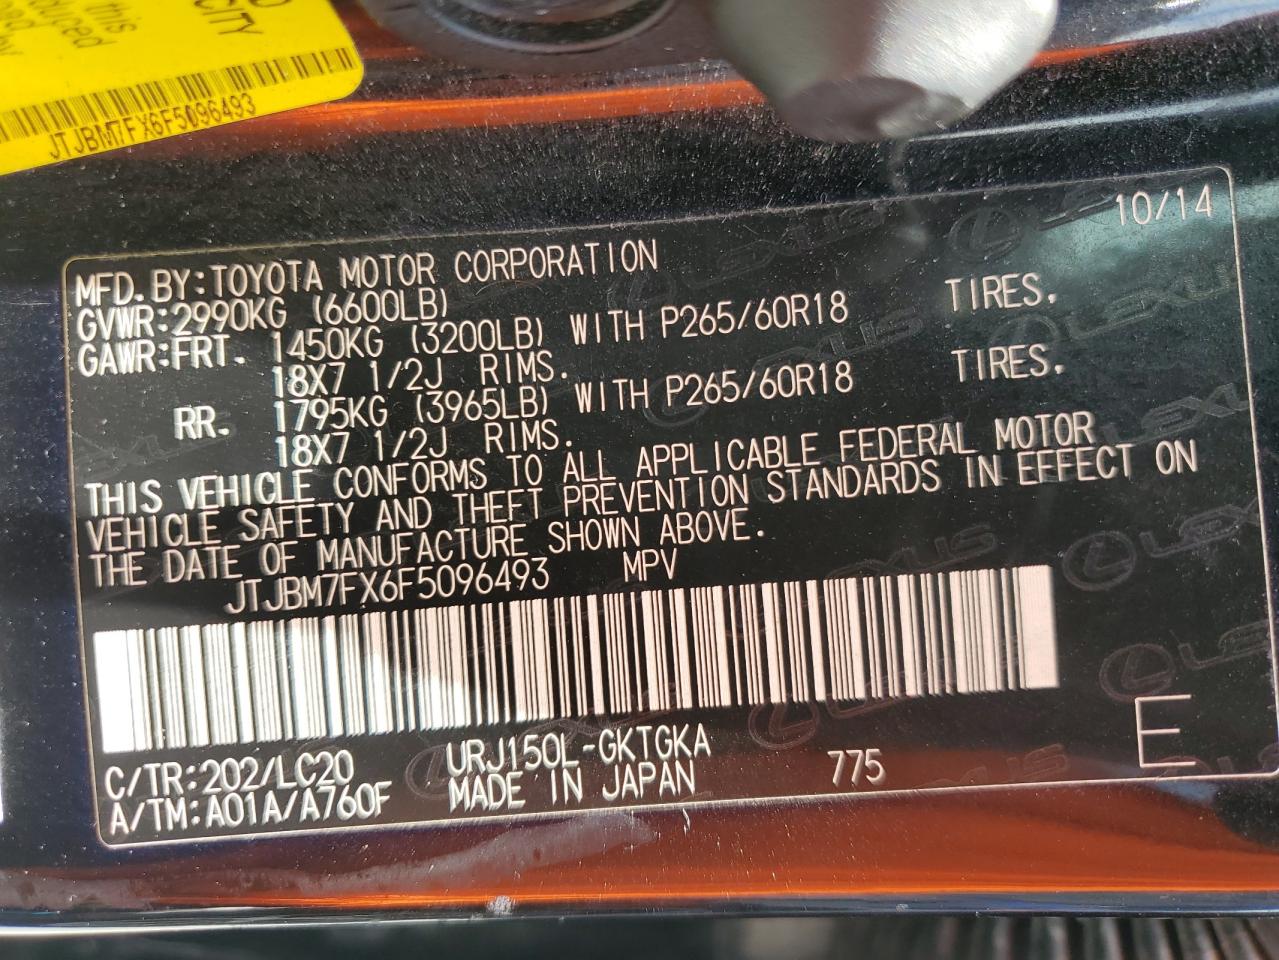 CITY
this
JTJBM7FX6F5096493
10/14
MFD. BY: TOYOTA MOTOR CORPORATION
GVWR: 2990KG (6600LB)
GAWR: FRT. 1450KG (3200LB) WITH P265/60R18 TIRES.
18X7 1/2J RIMS.
RR. 1795KG (3965LB) WITH P265/60R18 TIRES.
18X7 1/2J RIMS.
THIS VEHICLE CONFORMS TO ALL APPLICABLE FEDERAL MOTOR
VEHICLE SAFETY AND THEFT PREVENTION STANDARDS IN EFFECT ON
THE DATE OF MANUFACTURE SHOWN ABOVE.
JTJBM7FX6F5096493 MPV
C/TR: 202/LC20 URJ150L-GKTGKA 775 E
A/TM: A01A/A760F MADE IN JAPAN
LEXUS